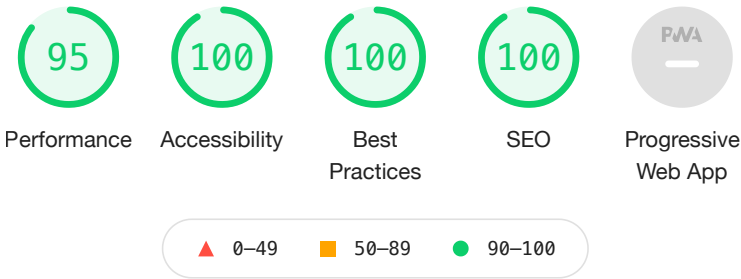 95 100 100 100 PWA
Performance Accessibility Best Practices SEO Progressive Web App
0–49 50–89 90–100